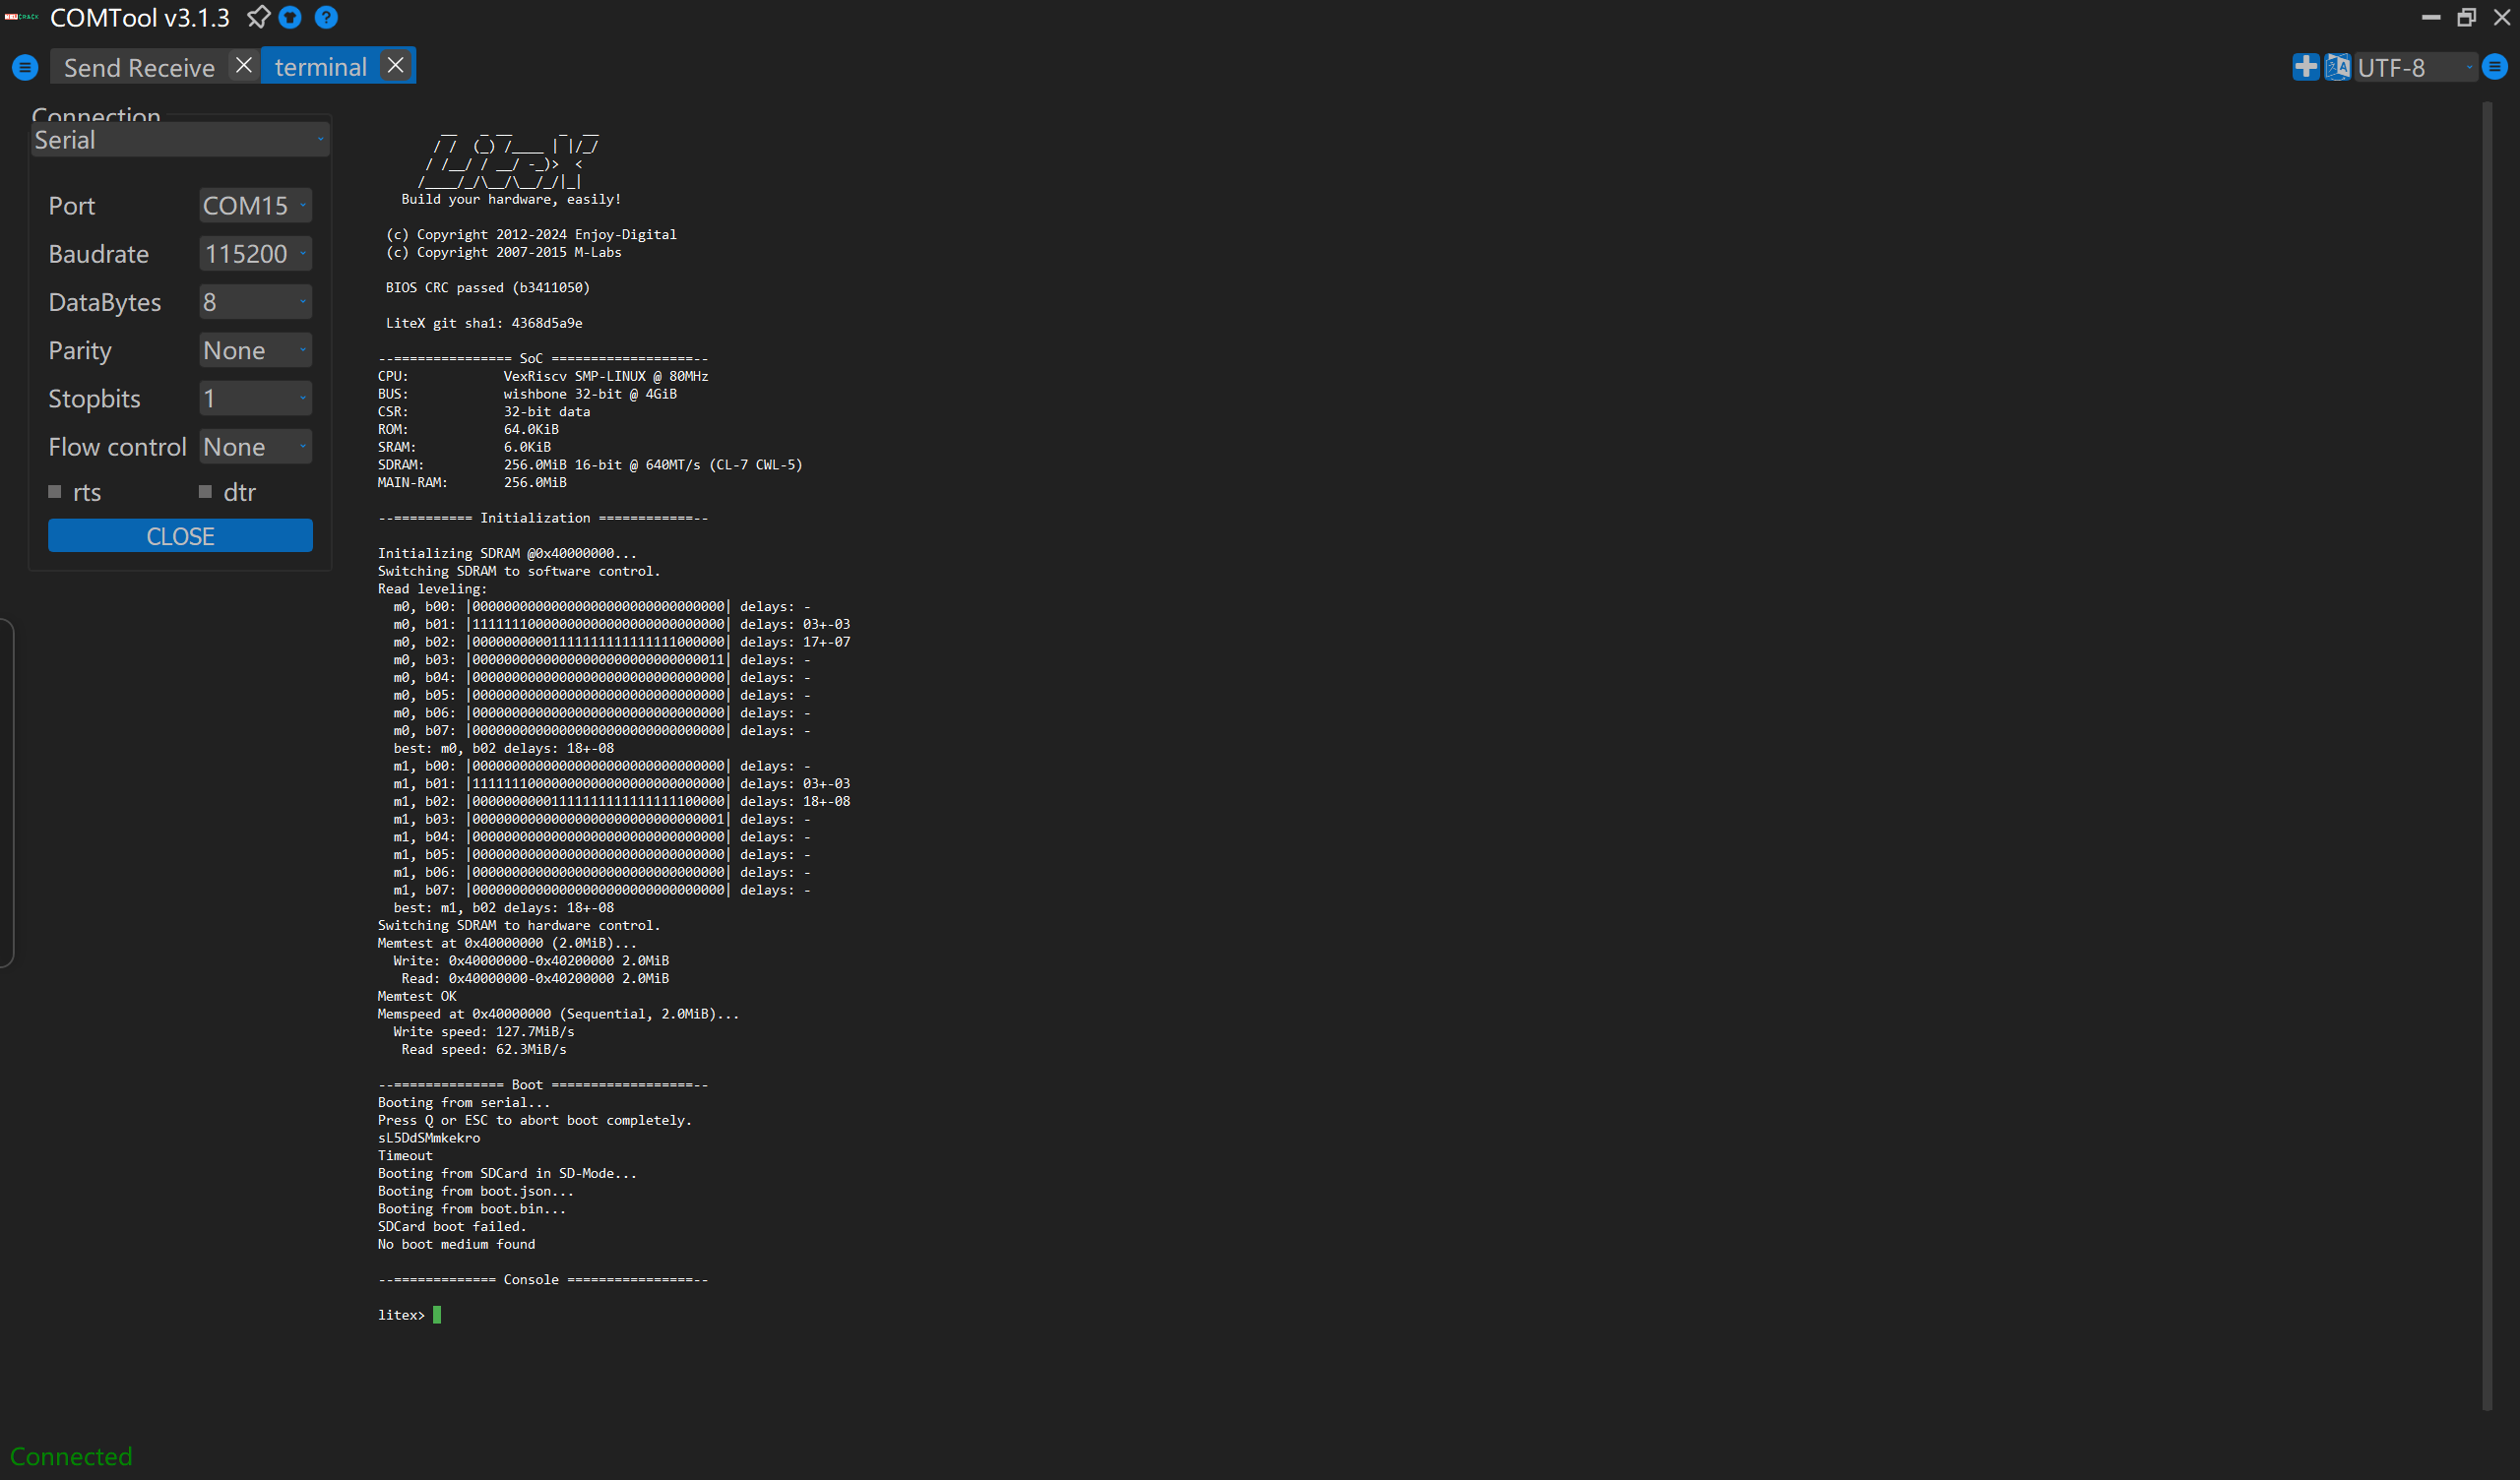 COMTool v3.1.3
Send Receive
terminal
UTF-8
Connection
Serial
Port COM15
Baudrate 115200
DataBytes 8
Parity None
Stopbits 1
Flow control None
rts dtr
CLOSE
Build your hardware, easily!
(c) Copyright 2012-2024 Enjoy-Digital
(c) Copyright 2007-2015 M-Labs
BIOS CRC passed (b3411050)
LiteX git sha1: 4368d5a9e
--=============== SoC ==================--
CPU: VexRiscv SMP-LINUX @ 80MHz
BUS: wishbone 32-bit @ 4GiB
CSR: 32-bit data
ROM: 64.0KiB
SRAM: 6.0KiB
SDRAM: 256.0MiB 16-bit @ 640MT/s (CL-7 CWL-5)
MAIN-RAM: 256.0MiB
--========== Initialization ============--
Initializing SDRAM @0x40000000...
Switching SDRAM to software control.
Read leveling:
m0, b00: |00000000000000000000000000000000| delays: -
m0, b01: |11111110000000000000000000000000| delays: 03+-03
m0, b02: |00000000001111111111111111000000| delays: 17+-07
m0, b03: |00000000000000000000000000000011| delays: -
m0, b04: |00000000000000000000000000000000| delays: -
m0, b05: |00000000000000000000000000000000| delays: -
m0, b06: |00000000000000000000000000000000| delays: -
m0, b07: |00000000000000000000000000000000| delays: -
best: m0, b02 delays: 18+-08
m1, b00: |00000000000000000000000000000000| delays: -
m1, b01: |11111110000000000000000000000000| delays: 03+-03
m1, b02: |00000000001111111111111111100000| delays: 18+-08
m1, b03: |00000000000000000000000000000001| delays: -
m1, b04: |00000000000000000000000000000000| delays: -
m1, b05: |00000000000000000000000000000000| delays: -
m1, b06: |00000000000000000000000000000000| delays: -
m1, b07: |00000000000000000000000000000000| delays: -
best: m1, b02 delays: 18+-08
Switching SDRAM to hardware control.
Memtest at 0x40000000 (2.0MiB)...
Write: 0x40000000-0x40200000 2.0MiB
Read: 0x40000000-0x40200000 2.0MiB
Memtest OK
Memspeed at 0x40000000 (Sequential, 2.0MiB)...
Write speed: 127.7MiB/s
Read speed: 62.3MiB/s
--============== Boot ==================--
Booting from serial...
Press Q or ESC to abort boot completely.
sL5DdSMmkekro
Timeout
Booting from SDCard in SD-Mode...
Booting from boot.json...
Booting from boot.bin...
SDCard boot failed.
No boot medium found
--============= Console ================--
litex>
Connected